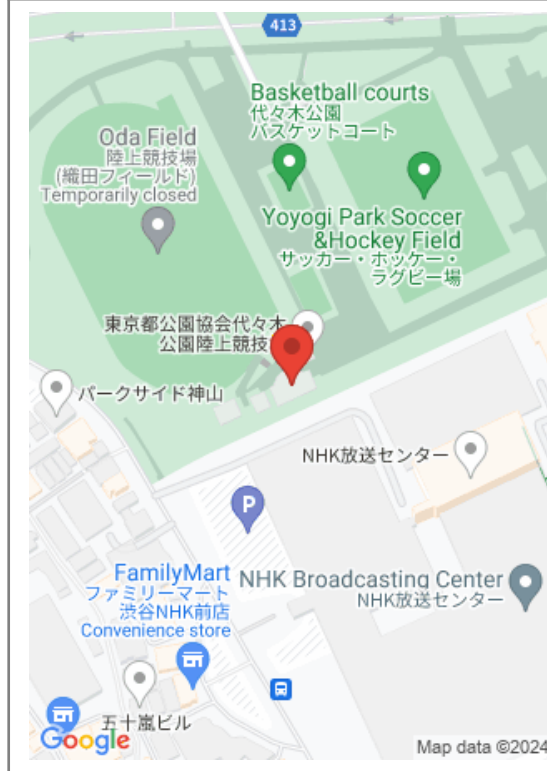 413
Basketball courts
代々木公園
バスケットコート
Oda Field
陸上競技場
(織田フィールド)
Temporarily closed
Yoyogi Park Soccer
&Hockey Field
サッカー・ホッケー・
ラグビー場
東京都公園協会代々木
公園陸上競技
パークサイド神山
NHK放送センター
P
FamilyMart
ファミリーマート
渋谷NHK前店
Convenience store
NHK Broadcasting Center
NHK放送センター
五十嵐ビル
Google
Map data ©2024